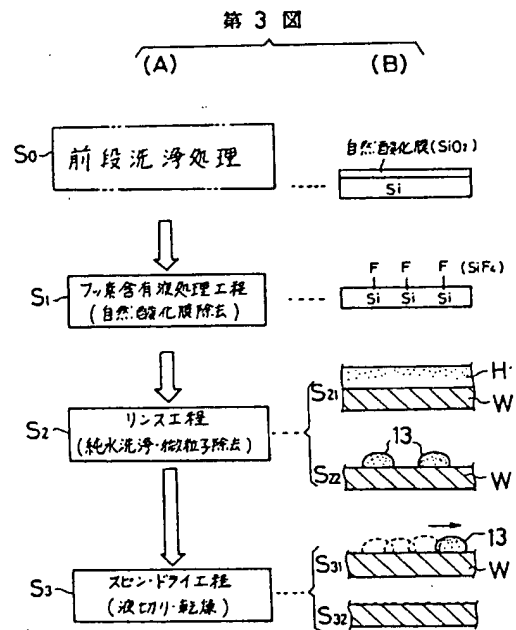 第3図
(A) (B)
S0 前段洗浄処理
自然酸化膜(SiO2)
Si
S1 フッ素含有液処理工程
(自然酸化膜除去)
F F F (SiF4)
Si Si Si
S2 リンス工程
(純水洗浄・微粒子除去)
S21 H
W
13
S22 W
S3 スピン・ドライ工程
(液切り・乾燥)
S31 13
W
S32